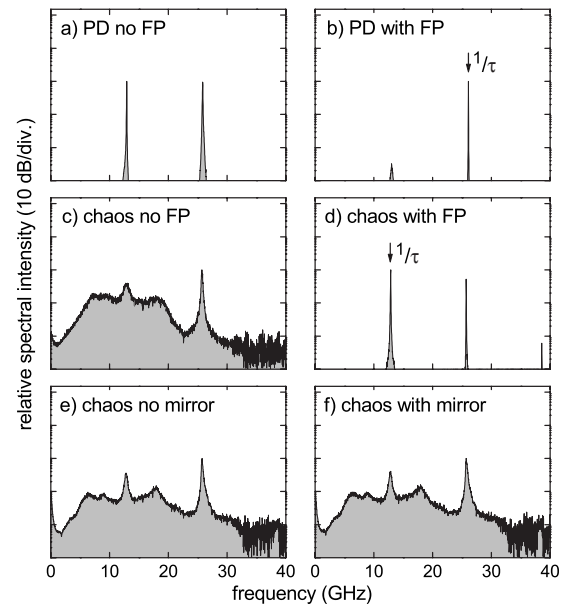 relative spectral intensity (10 dB/div.)
a) PD no FP
b) PD with FP
1/τ
c) chaos no FP
d) chaos with FP
1/τ
e) chaos no mirror
f) chaos with mirror
0 10 20 30 40 0 10 20 30 40
frequency (GHz)